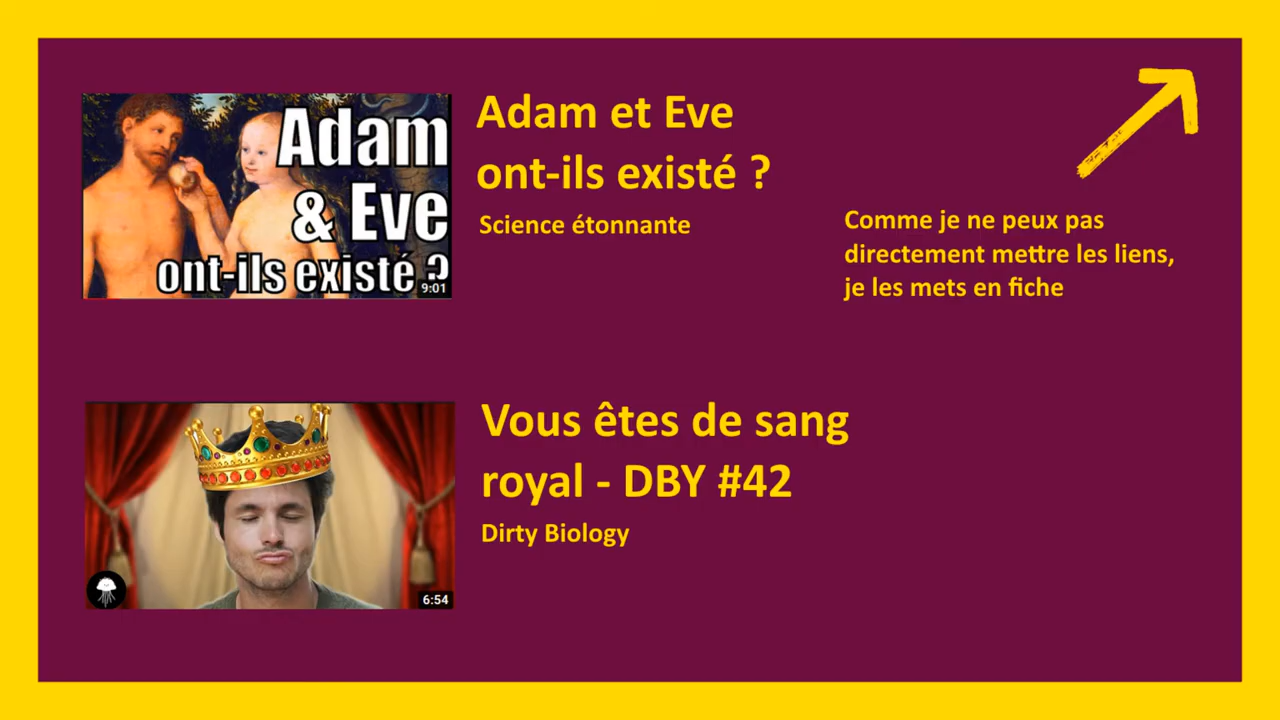 Adam
& Eve
ont-ils existé ?
9:01
Adam et Eve
ont-ils existé ?
Science étonnante
Comme je ne peux pas
directement mettre les liens,
je les mets en fiche
6:54
Vous êtes de sang
royal - DBY #42
Dirty Biology